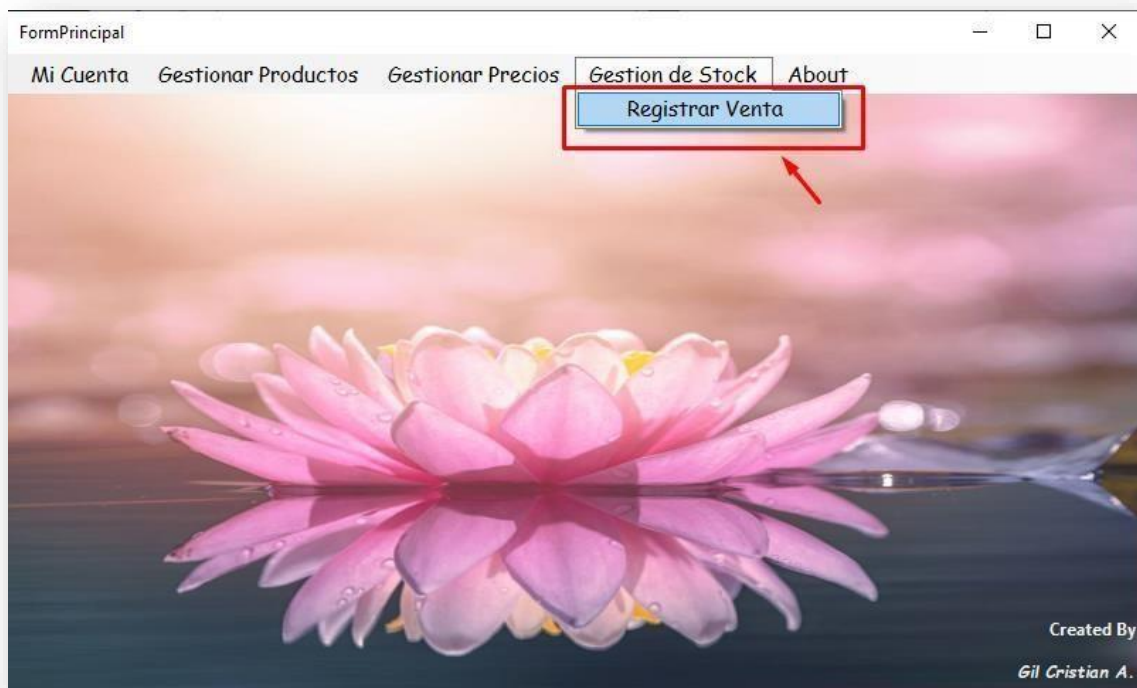 FormPrincipal
Mi Cuenta Gestionar Productos Gestionar Precios Gestion de Stock About
Registrar Venta
Created By
Gil Cristian A.